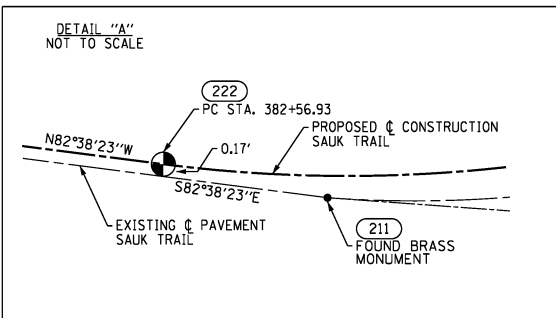 DETAIL "A"
NOT TO SCALE
222
PC STA. 382+56.93
PROPOSED ℄ CONSTRUCTION
SAUK TRAIL
N82°38'23"W
0.17'
S82°38'23"E
EXISTING ℄ PAVEMENT
SAUK TRAIL
211
FOUND BRASS
MONUMENT